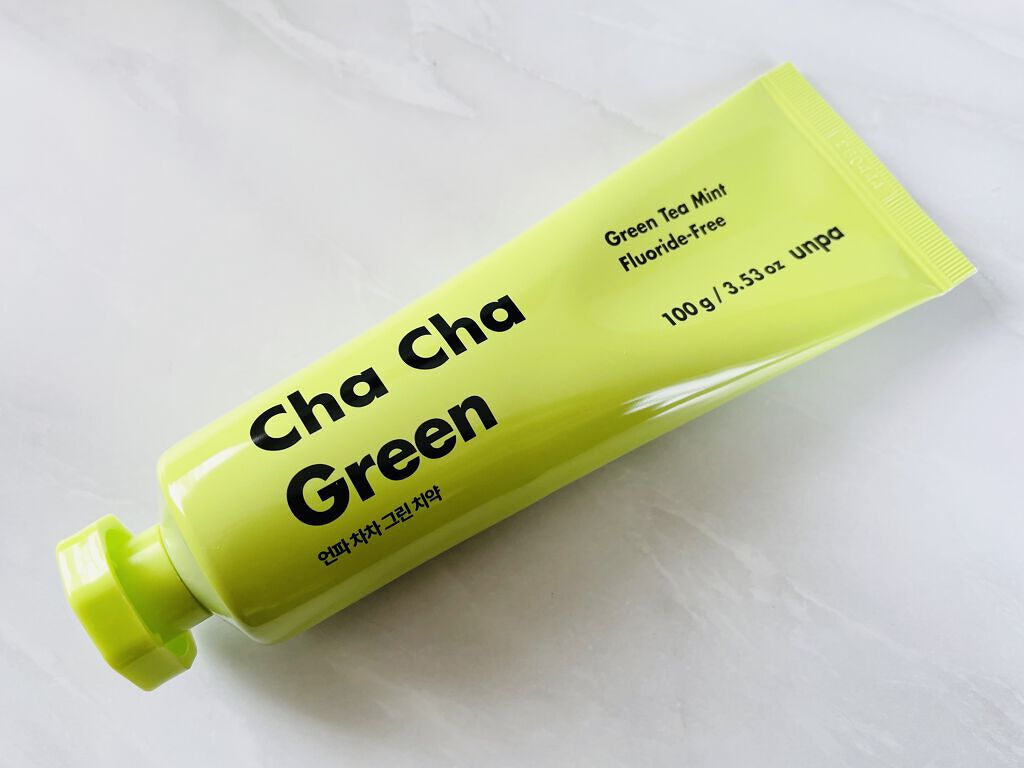 Cha Cha
Green
언파 차차 그린 치약
Green Tea Mint
Fluoride-Free
100 g / 3.53 oz unpa